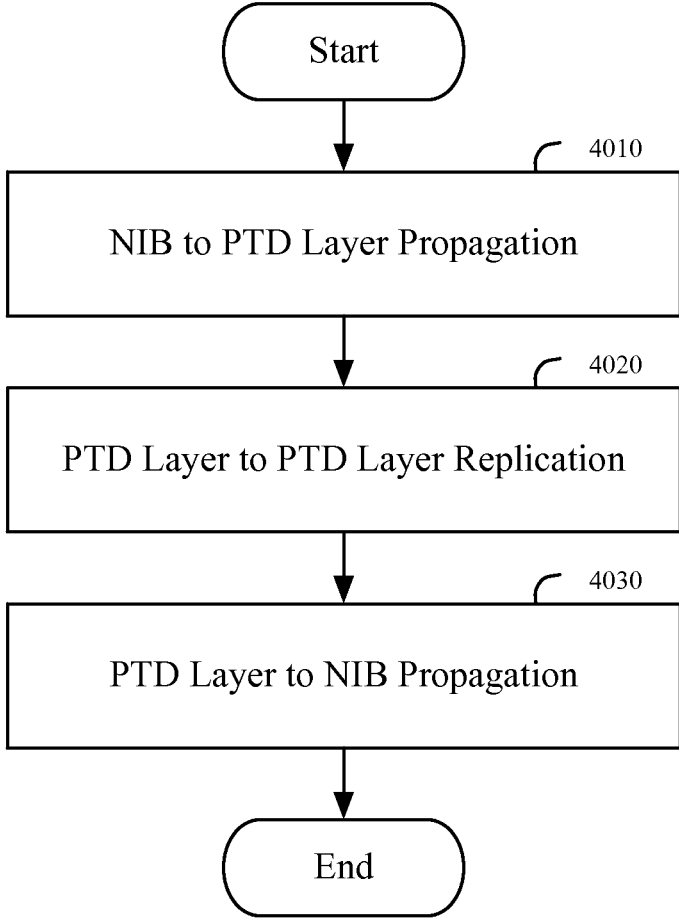 Start
4010
NIB to PTD Layer Propagation
4020
PTD Layer to PTD Layer Replication
4030
PTD Layer to NIB Propagation
End